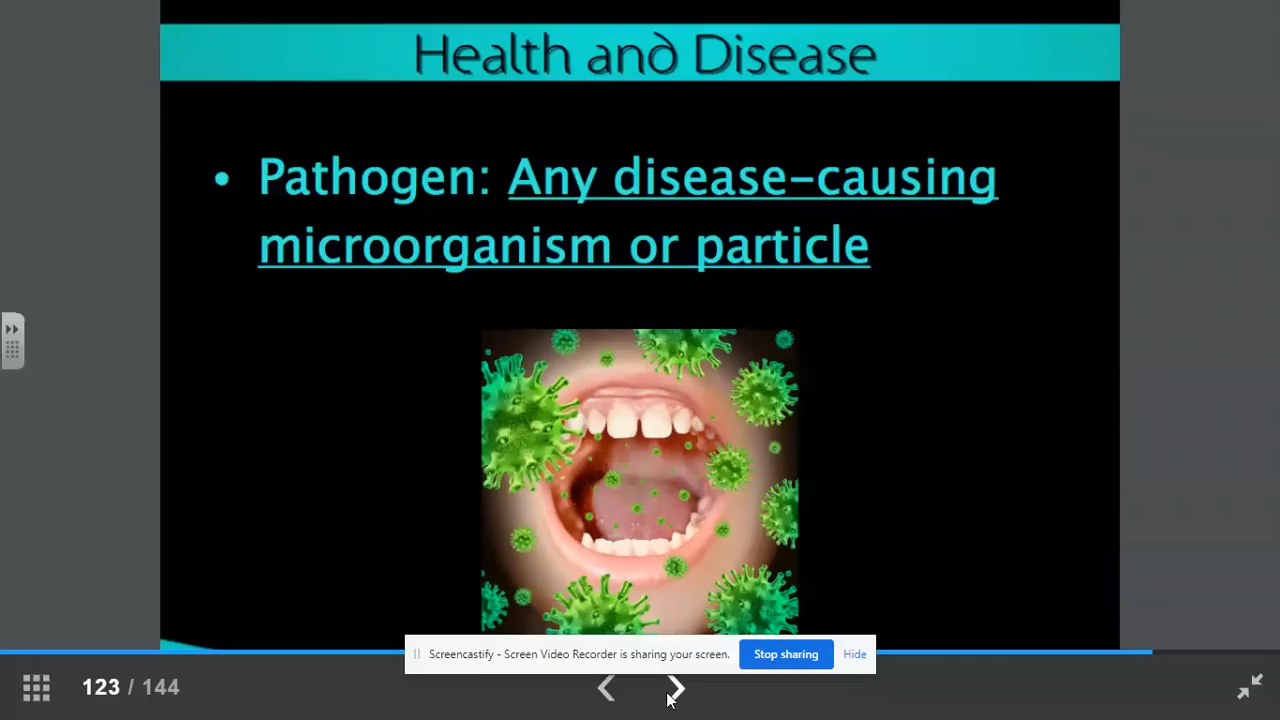 Health and Disease
• Pathogen: Any disease-causing
microorganism or particle
Screencastify - Screen Video Recorder is sharing your screen. Stop sharing Hide
123 / 144